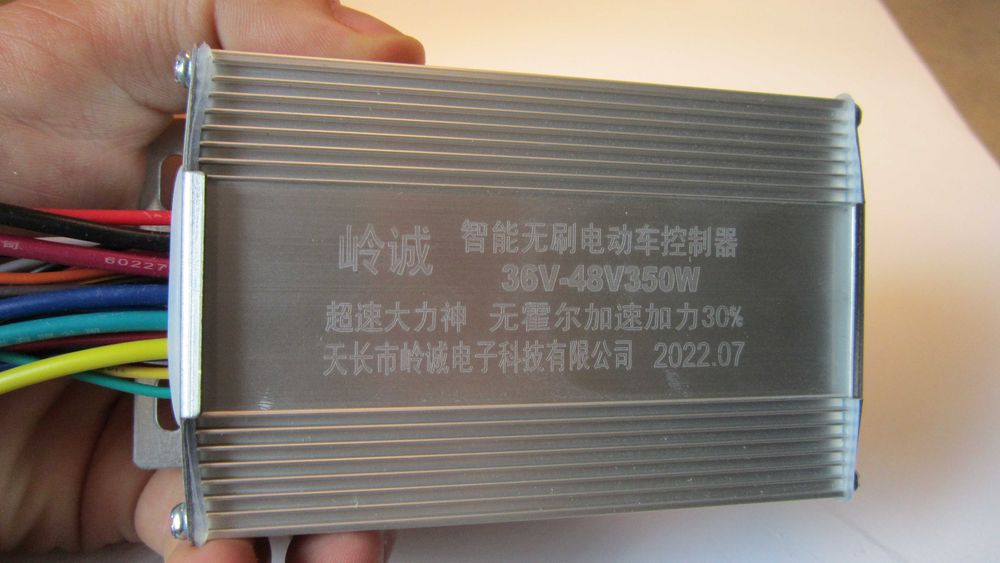 岭诚 智能无刷电动车控制器
36V-48V350W
超速大力神 无霍尔加速加力30%
天长市岭诚电子科技有限公司 2022.07
司 60227